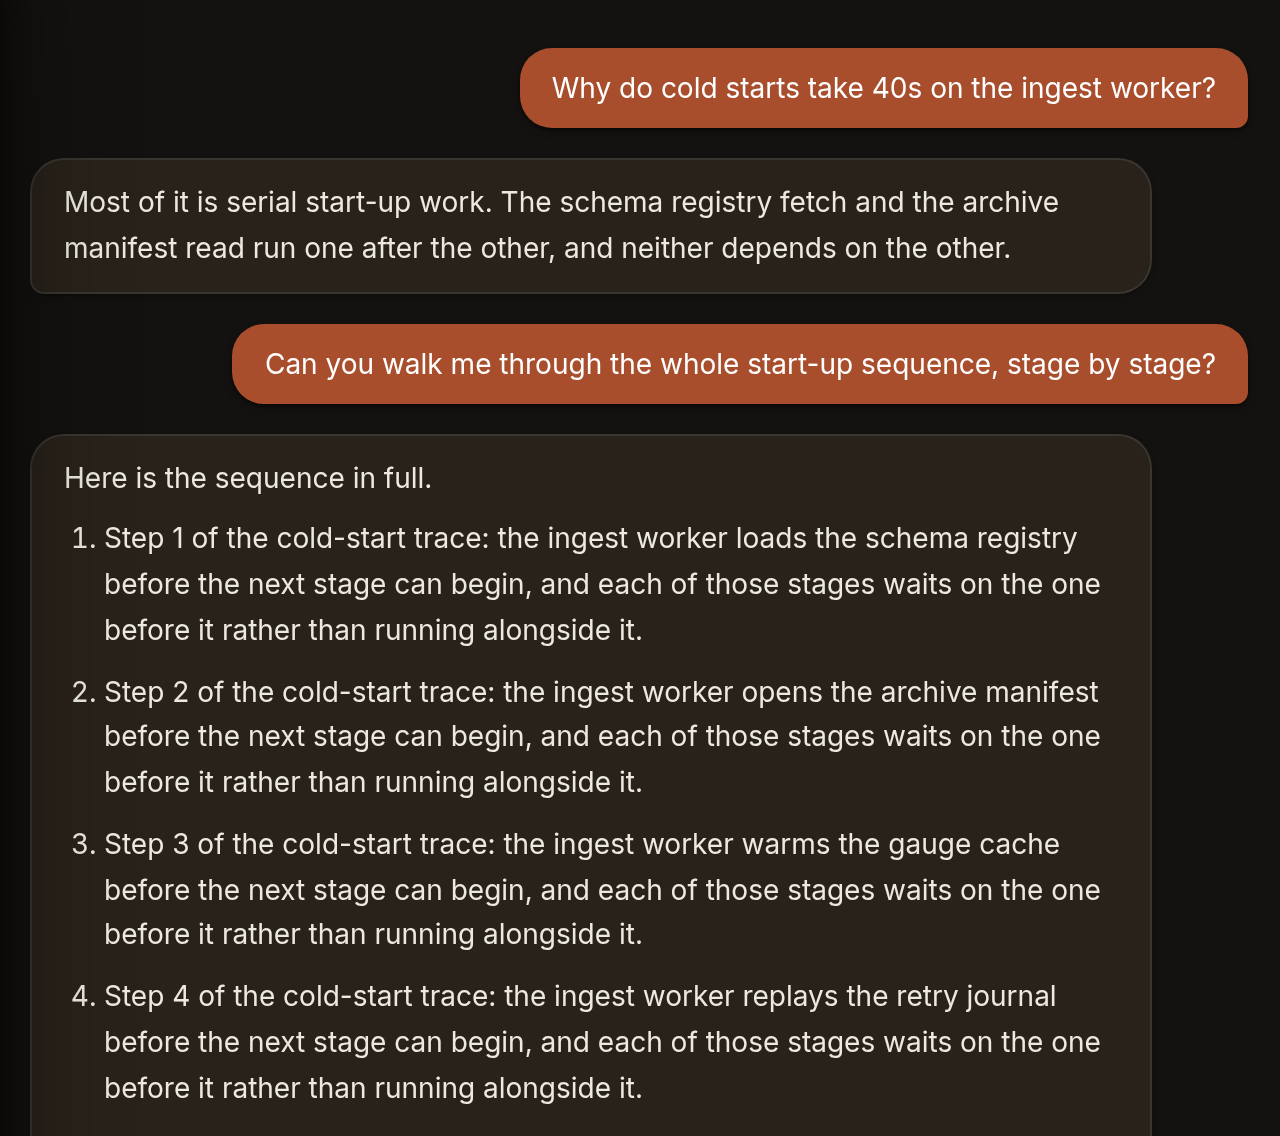 Why do cold starts take 40s on the ingest worker?
Most of it is serial start-up work. The schema registry fetch and the archive
manifest read run one after the other, and neither depends on the other.
Can you walk me through the whole start-up sequence, stage by stage?
Here is the sequence in full.
1. Step 1 of the cold-start trace: the ingest worker loads the schema registry
before the next stage can begin, and each of those stages waits on the one
before it rather than running alongside it.
2. Step 2 of the cold-start trace: the ingest worker opens the archive manifest
before the next stage can begin, and each of those stages waits on the one
before it rather than running alongside it.
3. Step 3 of the cold-start trace: the ingest worker warms the gauge cache
before the next stage can begin, and each of those stages waits on the one
before it rather than running alongside it.
4. Step 4 of the cold-start trace: the ingest worker replays the retry journal
before the next stage can begin, and each of those stages waits on the one
before it rather than running alongside it.